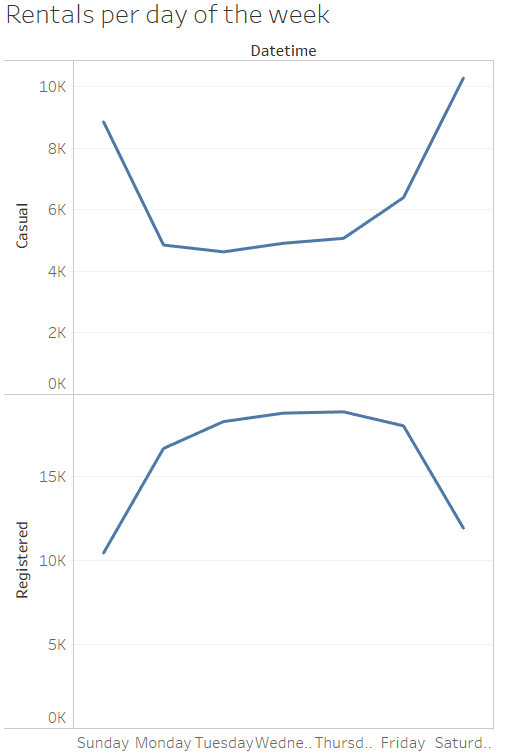 Rentals per day of the week
Datetime
10K
8K
6K
4K
2K
0K
Casual
15K
10K
5K
0K
Registered
Sunday Monday Tuesday Wedne.. Thursd.. Friday Saturd..